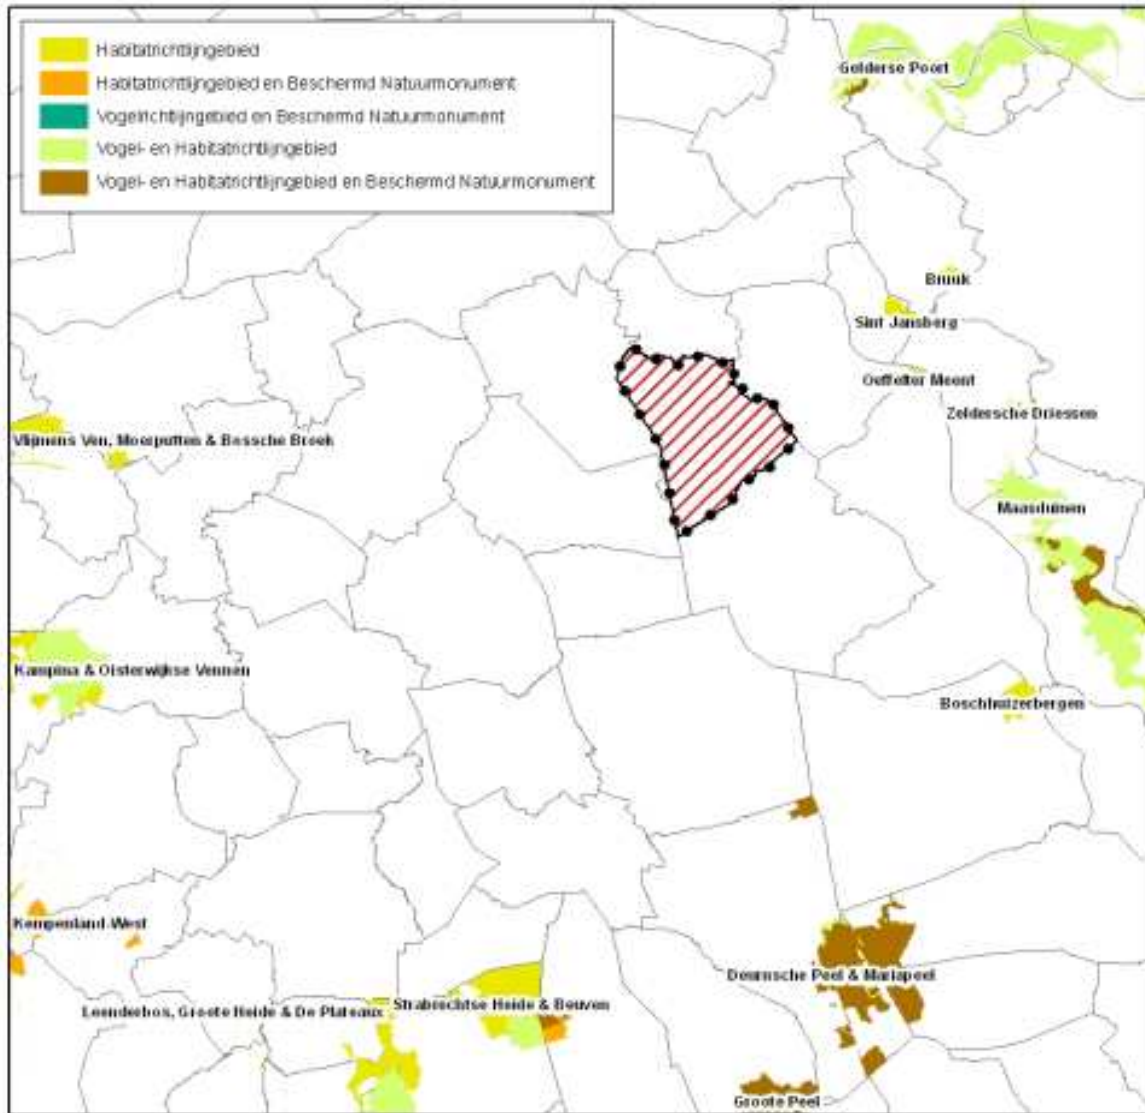 Habitatrichtlijngebied
Habitatrichtlijngebied en Beschermd Natuurmonument
Vogelrichtlijngebied en Beschermd Natuurmonument
Vogel- en Habitatrichtlijngebied
Vogel- en Habitatrichtlijngebied en Beschermd Natuurmonument
Gelderse Poort
Bruuk
Sint Jansberg
Oeffelter Meent
Zeldersche Driessen
Vlijmens Ven, Moerputten & Bossche Broek
Maasduinen
Kampina & Oisterwijkse Vennen
Boschhuizerbergen
Kempenland-West
Deurnsche Peel & Mariapeel
Leenderbos, Groote Heide & De Plateaux
Strabrechtse Heide & Beuven
Groote Peel